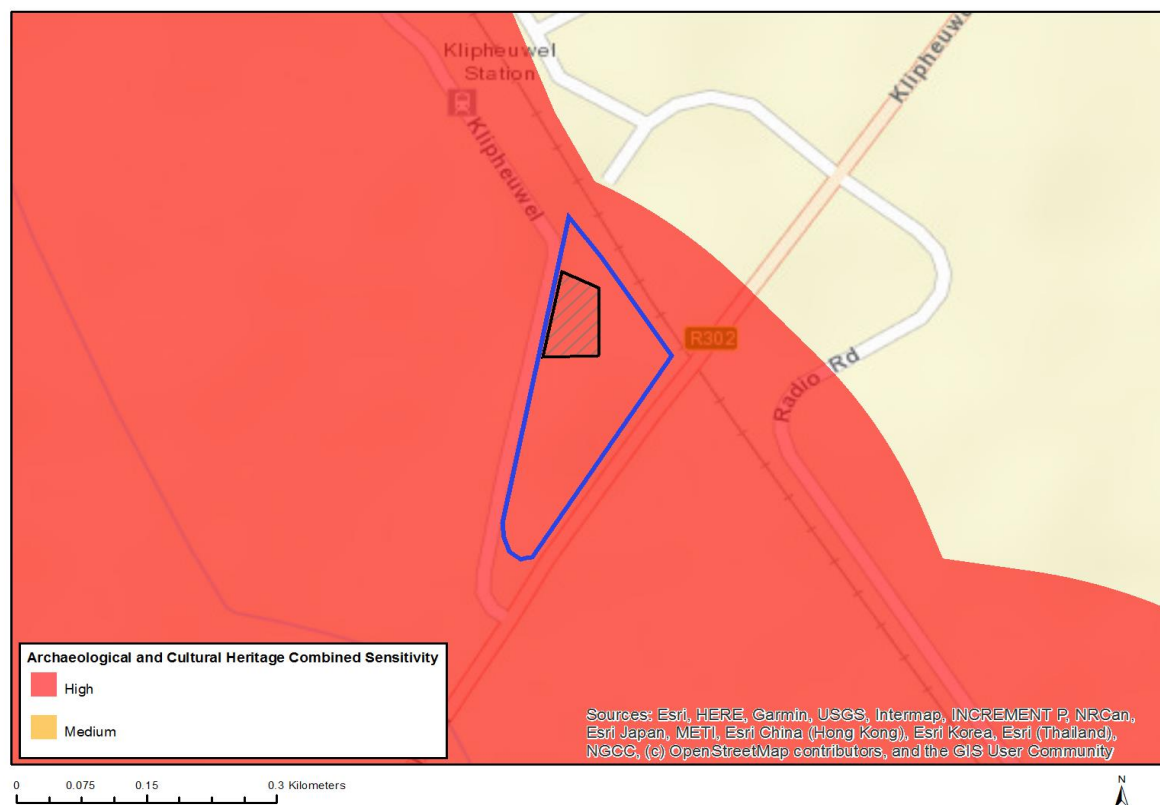 Klipheuwel
Station
Klipheuwel
Klipheuwe
R302
Radio Rd
Archaeological and Cultural Heritage Combined Sensitivity
High
Medium
Sources: Esri, HERE, Garmin, USGS, Intermap, INCREMENT P, NRCan,
Esri Japan, METI, Esri China (Hong Kong), Esri Korea, Esri (Thailand),
NGCC, (c) OpenStreetMap contributors, and the GIS User Community
0 0.075 0.15 0.3 Kilometers
N